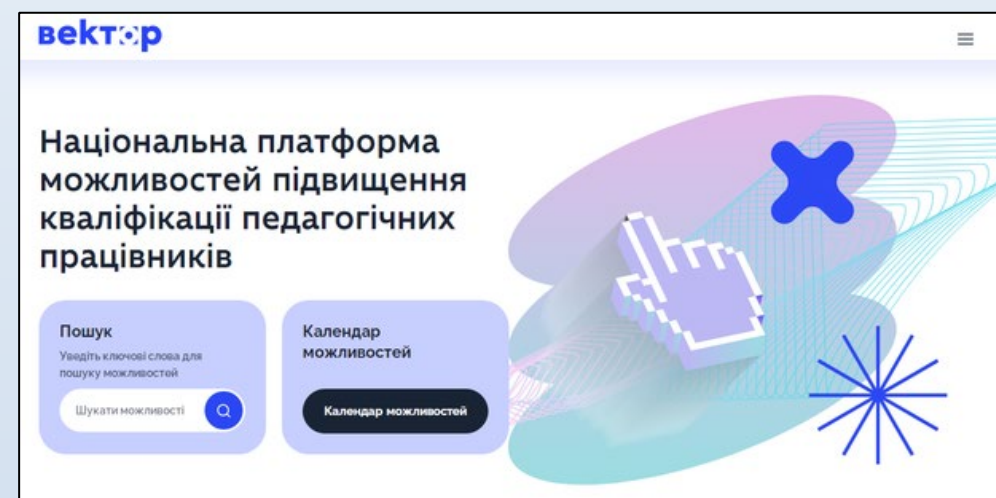 вектор
Національна платформа
можливостей підвищення
кваліфікації педагогічних
працівників
Пошук
Уведіть ключові слова для
пошуку можливостей
Шукати можливості
Календар
можливостей
Календар можливостей